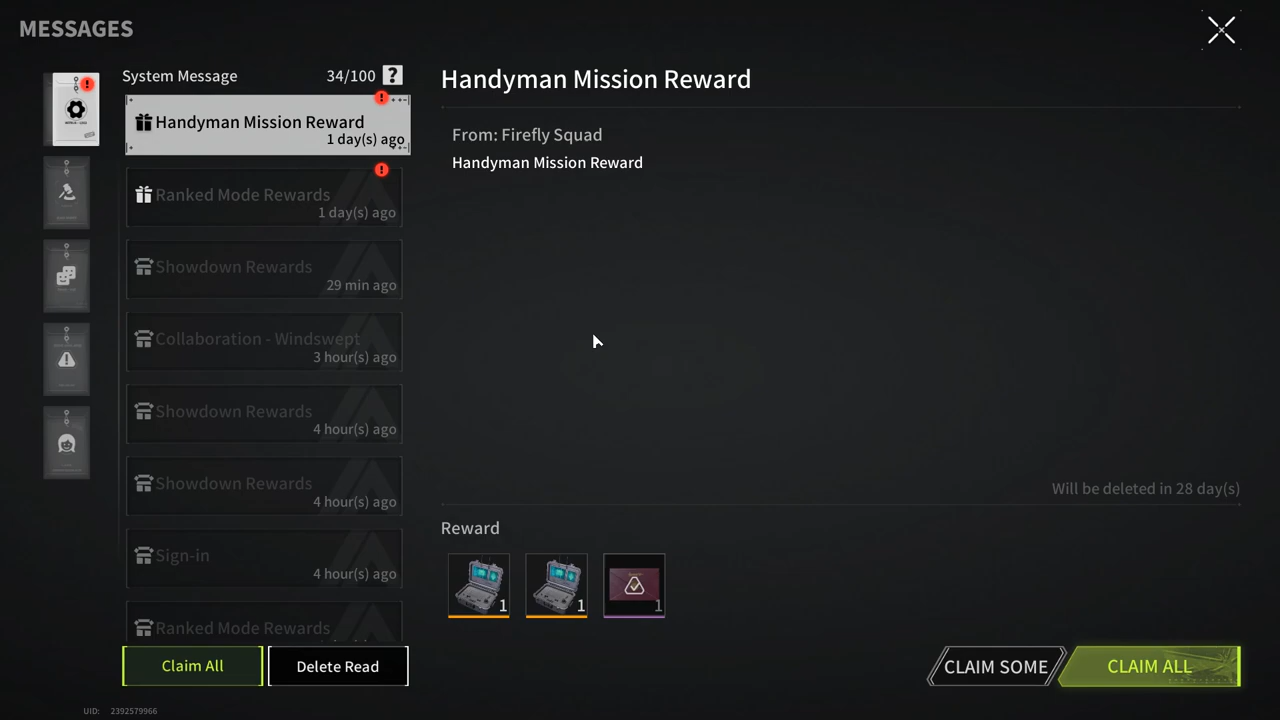 MESSAGES
System Message 34/100 ?
Handyman Mission Reward
1 day(s) ago
Ranked Mode Rewards
1 day(s) ago
Showdown Rewards
29 min ago
Collaboration - Windswept
3 hour(s) ago
Showdown Rewards
4 hour(s) ago
Showdown Rewards
4 hour(s) ago
Sign-in
4 hour(s) ago
Ranked Mode Rewards
Claim All
Delete Read
Handyman Mission Reward
From: Firefly Squad
Handyman Mission Reward
Will be deleted in 28 day(s)
Reward
1
1
1
CLAIM SOME
CLAIM ALL
UID: 2392579966